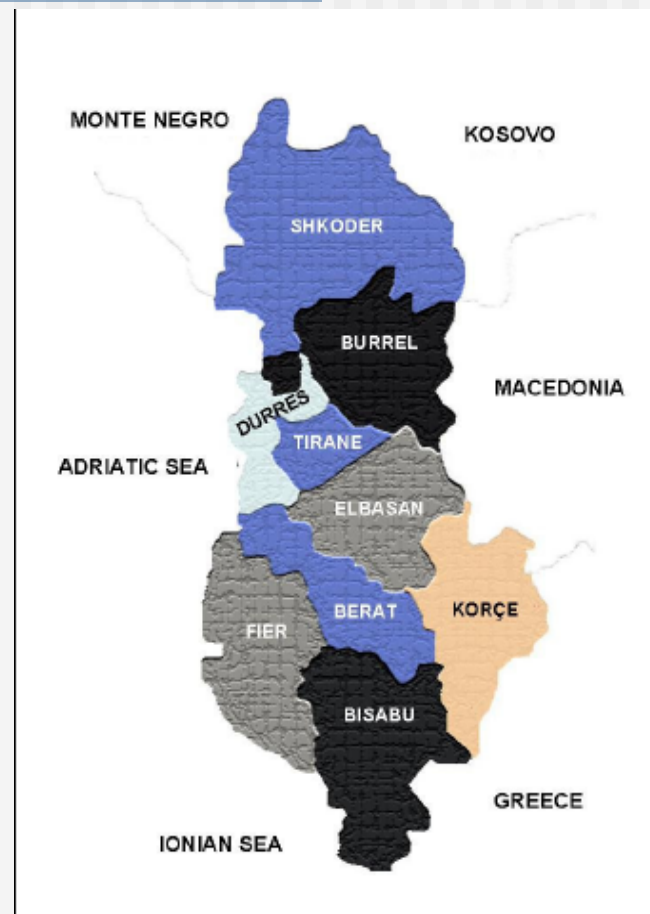 MONTE NEGRO
KOSOVO
SHKODER
BURREL
MACEDONIA
DURRES
TIRANE
ADRIATIC SEA
ELBASAN
BERAT
KORÇE
FIER
BISABU
GREECE
IONIAN SEA